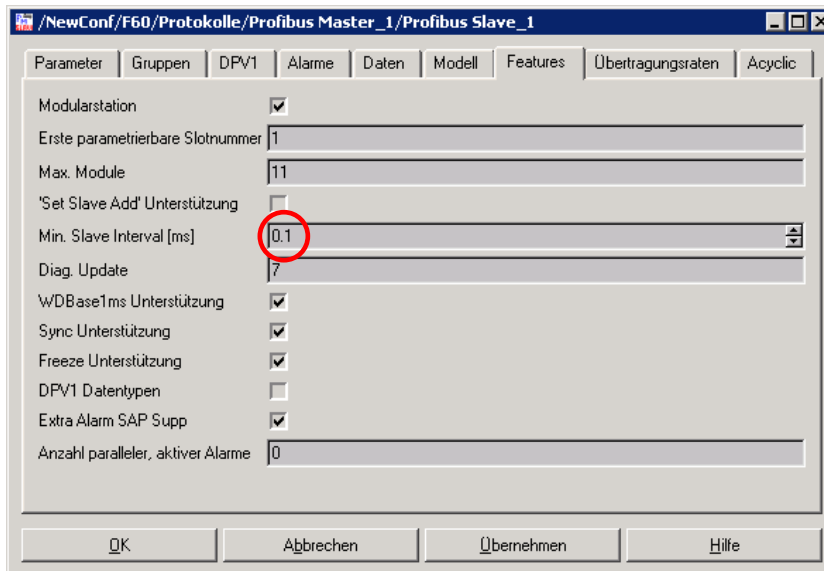 /NewConf/F60/Protokolle/Profibus Master_1/Profibus Slave_1
Parameter Gruppen DPV1 Alarme Daten Modell Features Übertragungsraten Acyclic
Modularstation
Erste parametrierbare Slotnummer 1
Max. Module 11
'Set Slave Add' Unterstützung
Min. Slave Interval [ms] 0.1
Diag. Update 7
WDBase1ms Unterstützung
Sync Unterstützung
Freeze Unterstützung
DPV1 Datentypen
Extra Alarm SAP Supp
Anzahl paralleler, aktiver Alarme 0
OK Abbrechen Übernehmen Hilfe